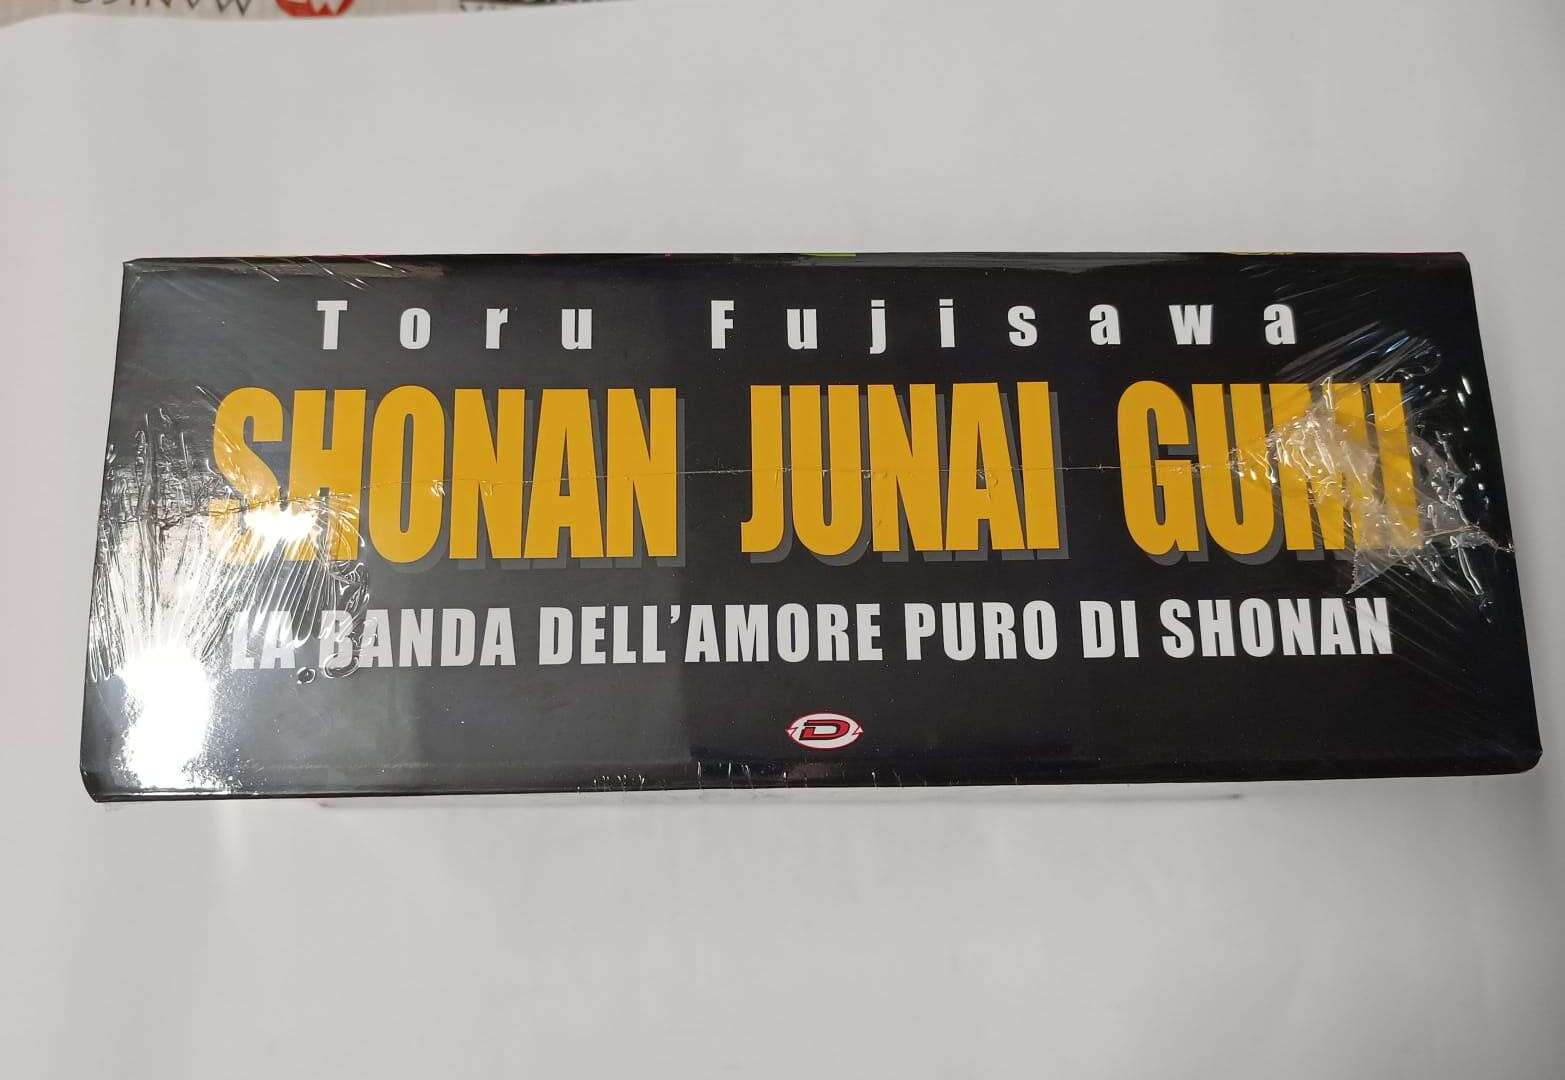 Toru Fujisawa
SHONAN JUNAI GUMI
LA BANDA DELL'AMORE PURO DI SHONAN
D